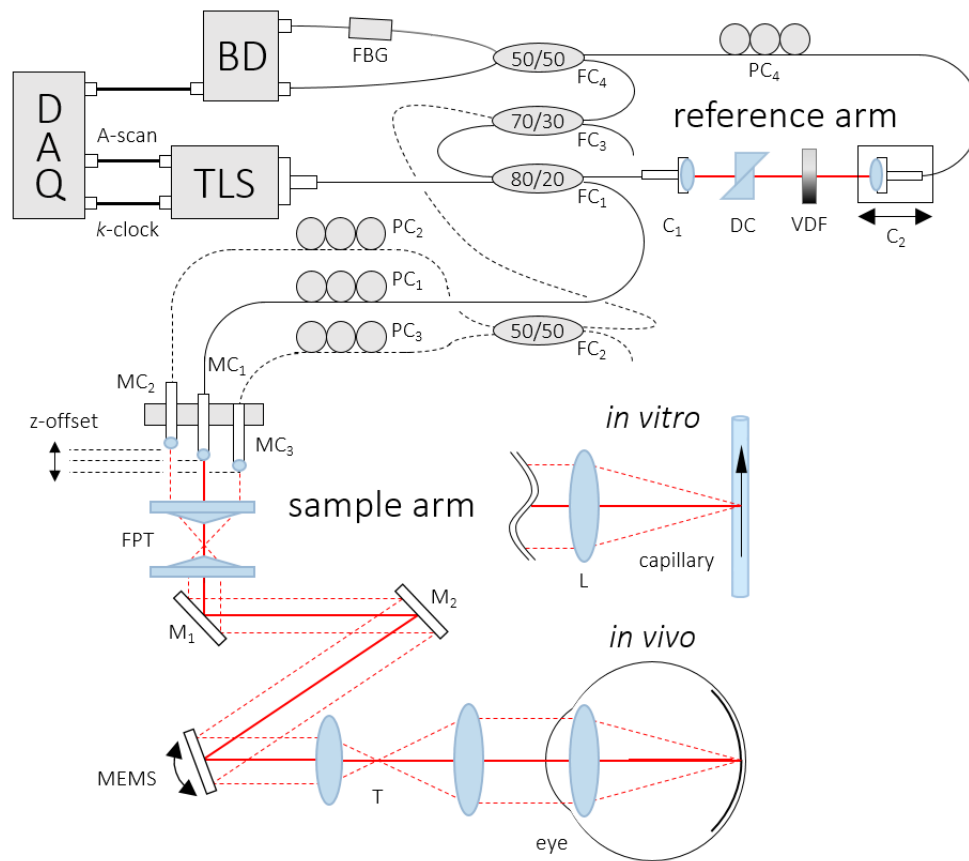 BD
FBG
50/50
FC4
PC4
DAQ
A-scan
k-clock
TLS
70/30
FC3
80/20
FC1
reference arm
C1
DC
VDF
C2
PC2
PC1
PC3
50/50
FC2
MC2
MC1
MC3
z-offset
in vitro
sample arm
FPT
L
capillary
M1
M2
in vivo
MEMS
T
eye